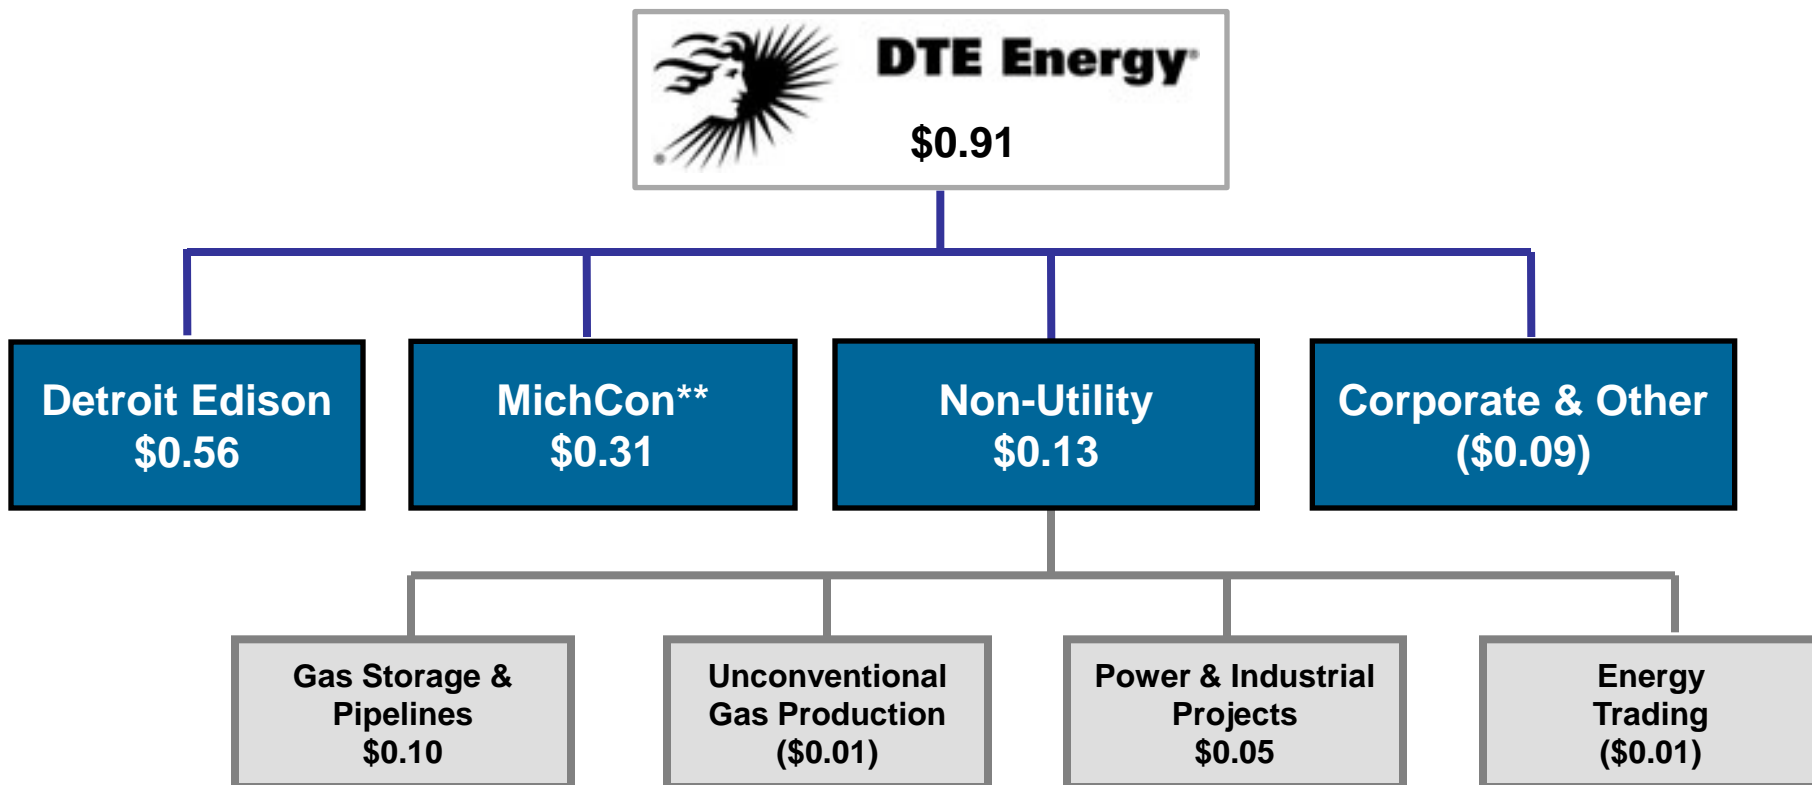 DTE Energy®
$0.91
®
Detroit Edison
$0.56
MichCon**
$0.31
Non-Utility
$0.13
Corporate & Other
($0.09)
Gas Storage &
Pipelines
$0.10
Unconventional
Gas Production
($0.01)
Power & Industrial
Projects
$0.05
Energy
Trading
($0.01)